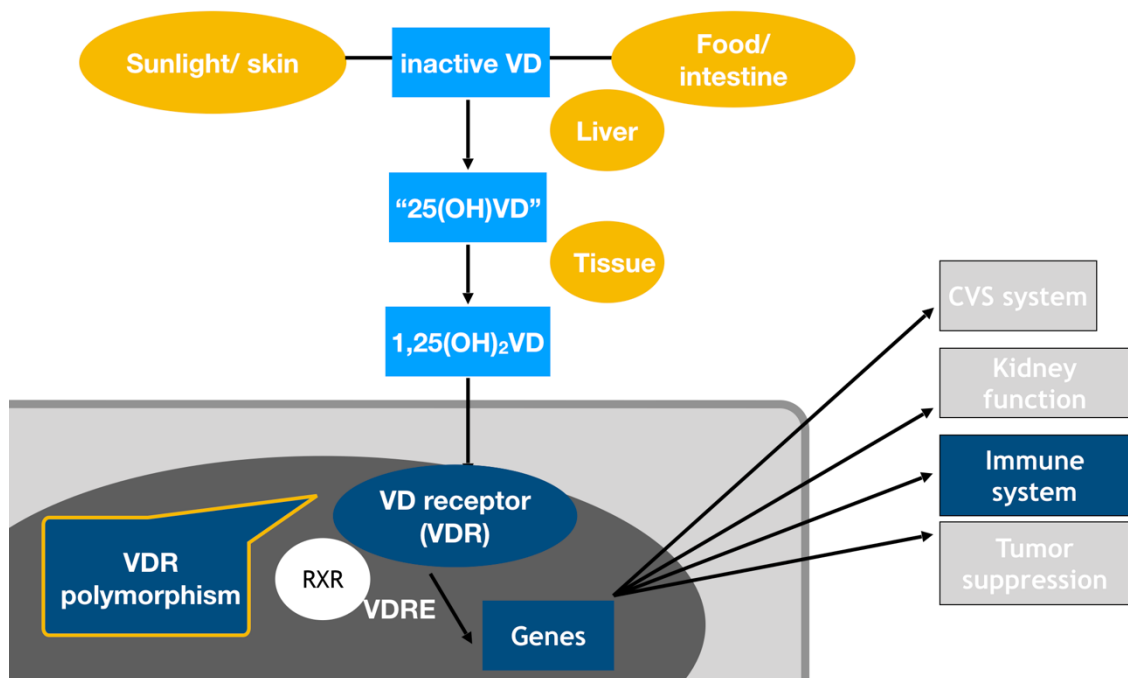 Sunlight/ skin
inactive VD
Food/
intestine
Liver
“25(OH)VD”
Tissue
1,25(OH)₂VD
CVS system
Kidney
function
Immune
system
Tumor
suppression
VD receptor
(VDR)
VDR
polymorphism
RXR
VDRE
Genes